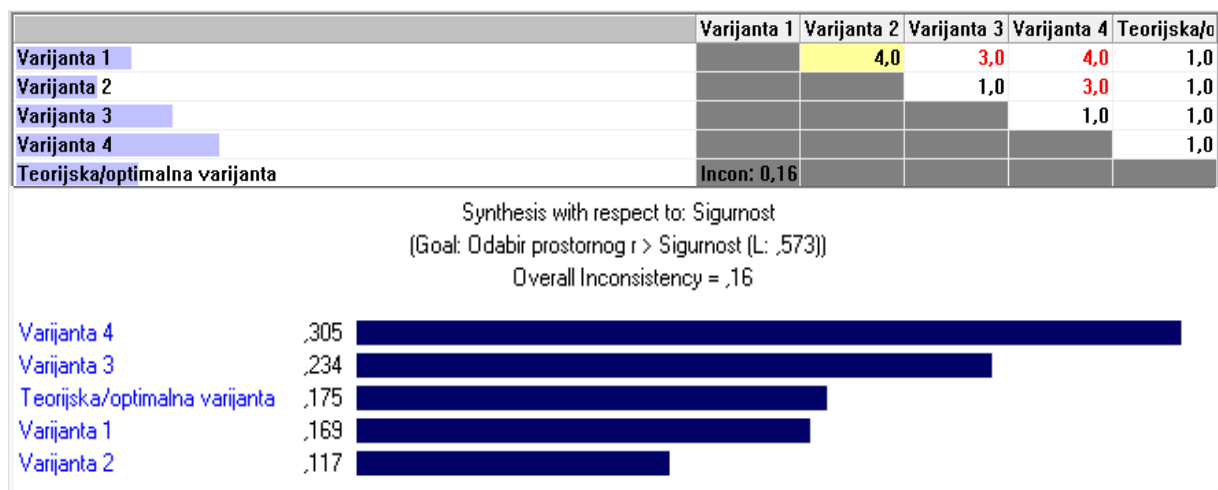 Varijanta 1 Varijanta 2 Varijanta 3 Varijanta 4 Teorijska/o
Varijanta 1 4,0 3,0 4,0 1,0
Varijanta 2 1,0 3,0 1,0
Varijanta 3 1,0 1,0
Varijanta 4 1,0
Teorijska/optimalna varijanta Incon: 0,16
Synthesis with respect to: Sigurnost
(Goal: Odabir prostornog r > Sigurnost (L: ,573))
Overall Inconsistency = ,16
Varijanta 4 ,305
Varijanta 3 ,234
Teorijska/optimalna varijanta ,175
Varijanta 1 ,169
Varijanta 2 ,117